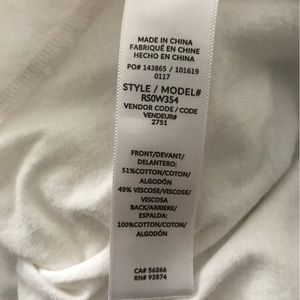 MADE IN CHINA
FABRIQUÉ EN CHINE
HECHO EN CHINA
PO# 143865 / 101619
0117
STYLE / MODEL#
RS0W354
VENDOR CODE / CODE
VENDEUR#
2751
FRONT/DEVANT/
DELANTERO:
51%COTTON/COTON/
ALGODÓN
49% VISCOSE/VISCOSE/
VISCOSA
BACK/ARRIERE/
ESPALDA:
100%COTTON/COTON/
ALGODÓN
CA# 56266
RN# 92874